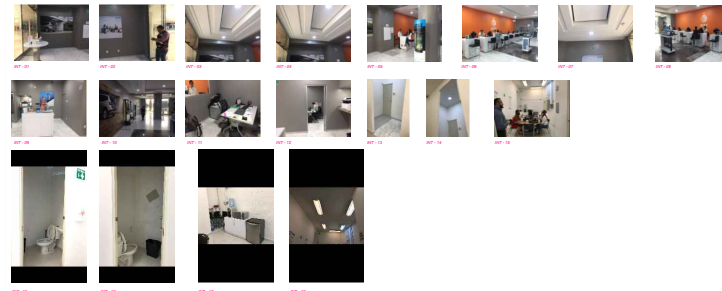 INT - 01
INT - 02
INT - 03
INT - 04
INT - 05
INT - 06
INT - 07
INT - 08
INT - 09
INT - 10
INT - 11
INT - 12
INT - 13
INT - 14
INT - 15